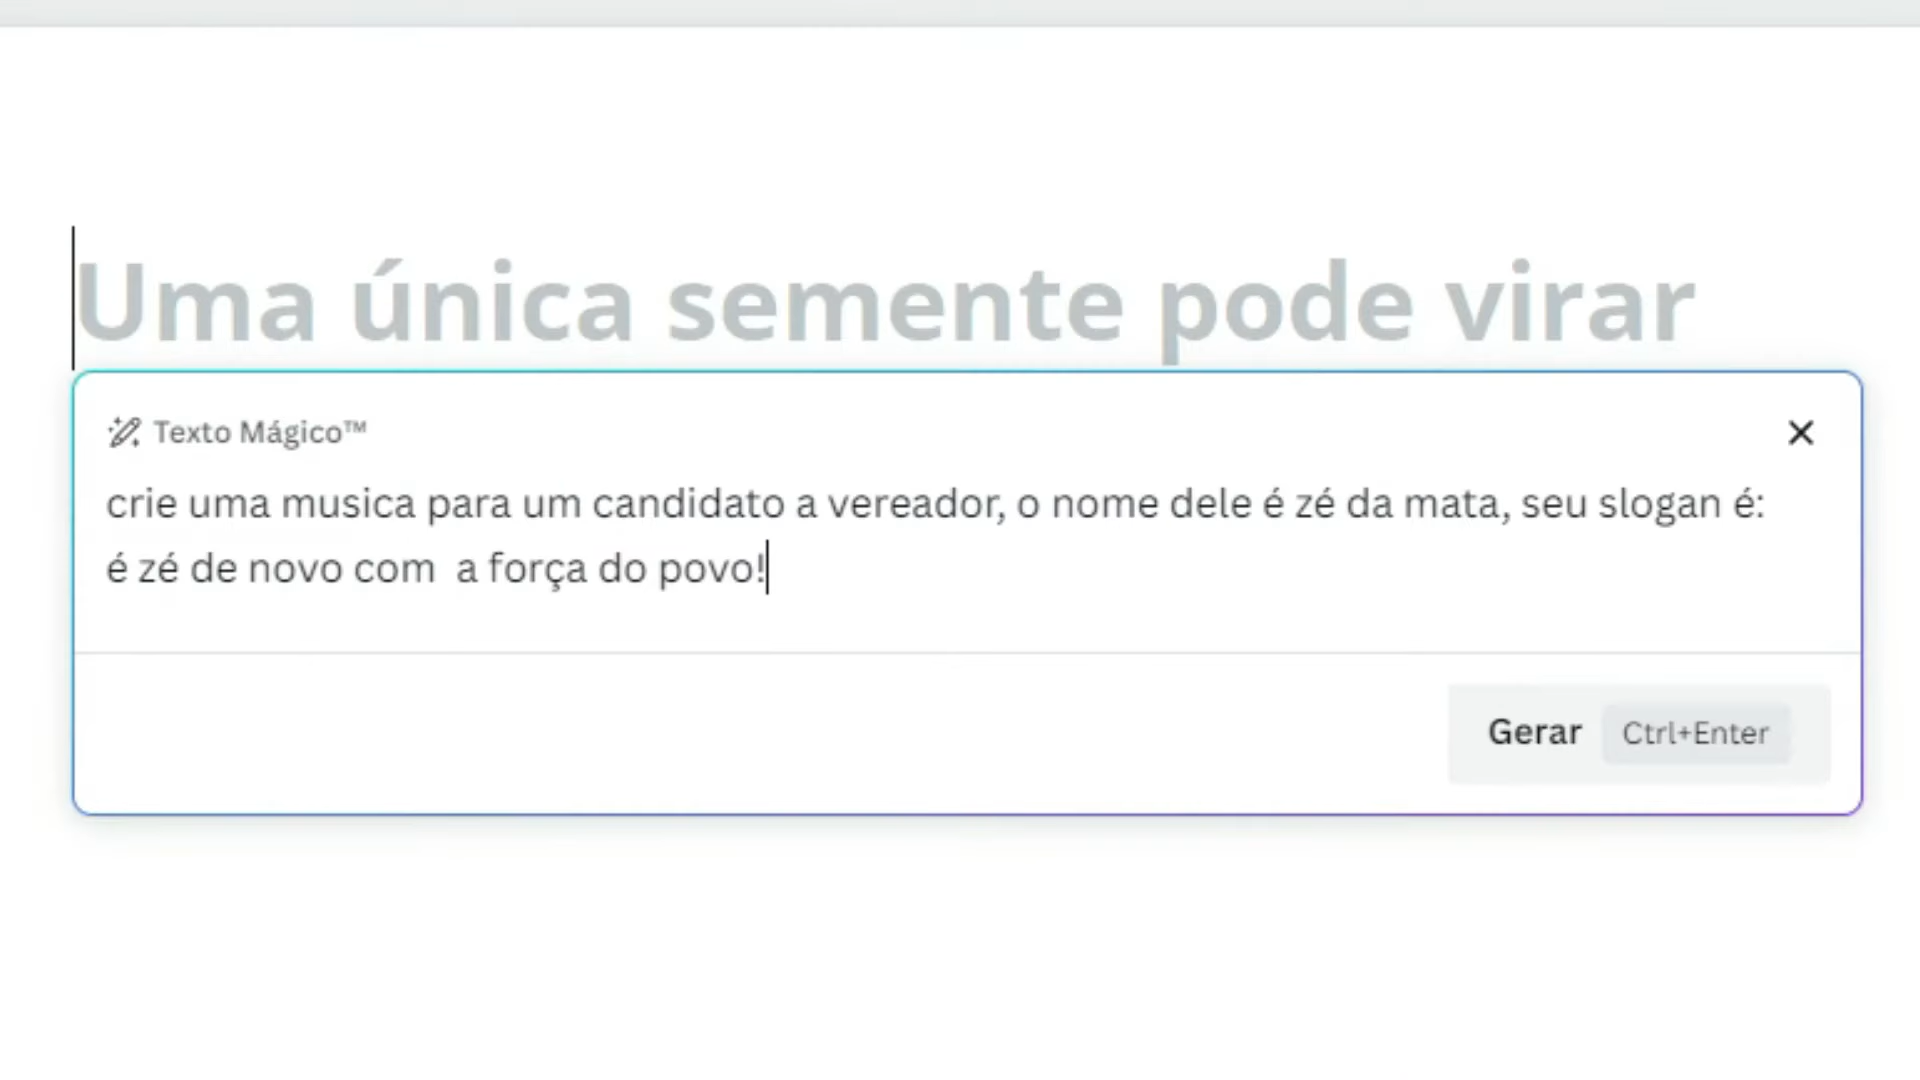 Uma única semente pode virar
Texto Mágico™
crie uma musica para um candidato a vereador, o nome dele é zé da mata, seu slogan é:
é zé de novo com  a força do povo!
Gerar Ctrl+Enter